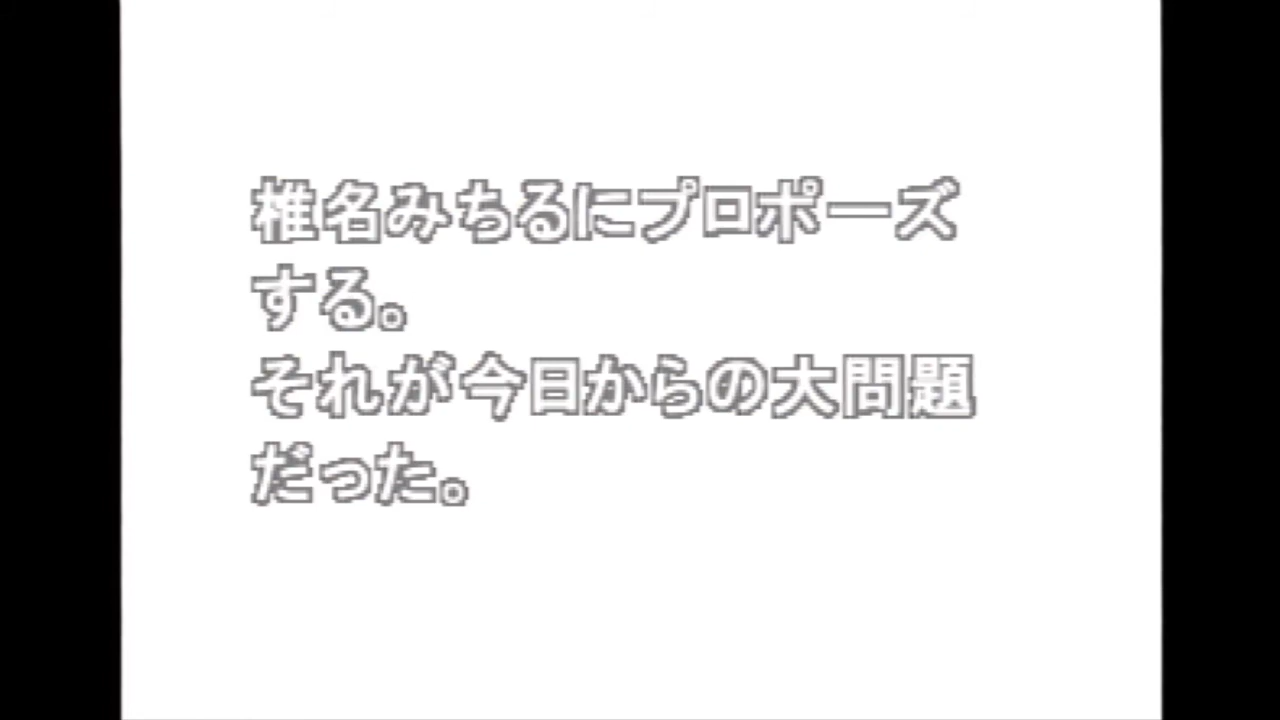 椎名みちるにプロポーズ
する。
それが今日からの大問題
だった。